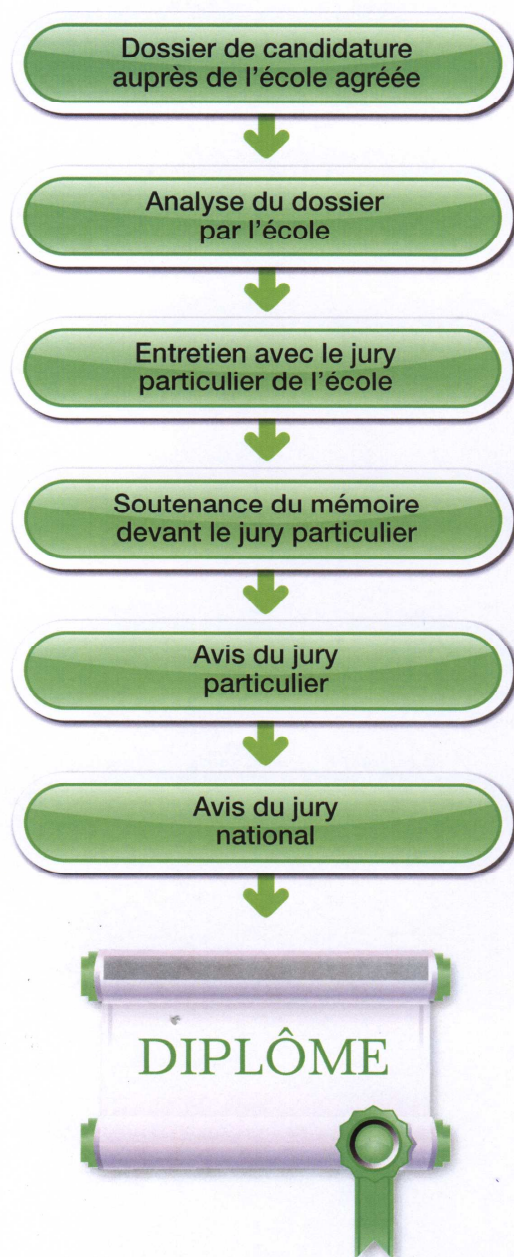 Dossier de candidature
auprès de l'école agréée
Analyse du dossier
par l'école
Entretien avec le jury
particulier de l'école
Soutenance du mémoire
devant le jury particulier
Avis du jury
particulier
Avis du jury
national
DIPLÔME